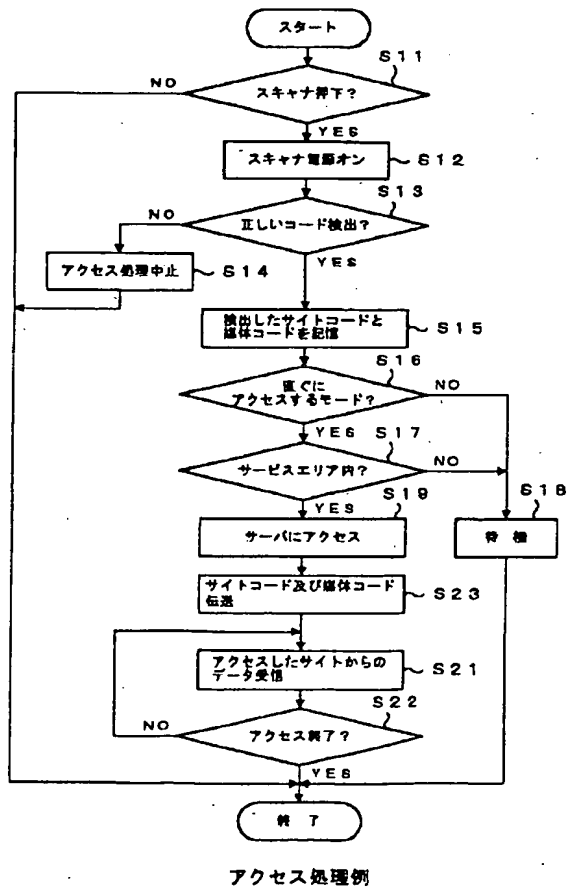 スタート
S11
スキャナ押下?
NO
YES
スキャナ電源オン
S12
S13
正しいコード検出?
NO
YES
アクセス処理中止
S14
検出したサイトコードと
媒体コードを記憶
S15
S16
直ぐに
アクセスするモード?
NO
YES
S17
サービスエリア内?
NO
YES
S18
待機
S19
サーバにアクセス
サイトコード及び媒体コード
伝送
S23
アクセスしたサイトからの
データ受信
S21
S22
アクセス終了?
NO
YES
終了
アクセス処理例